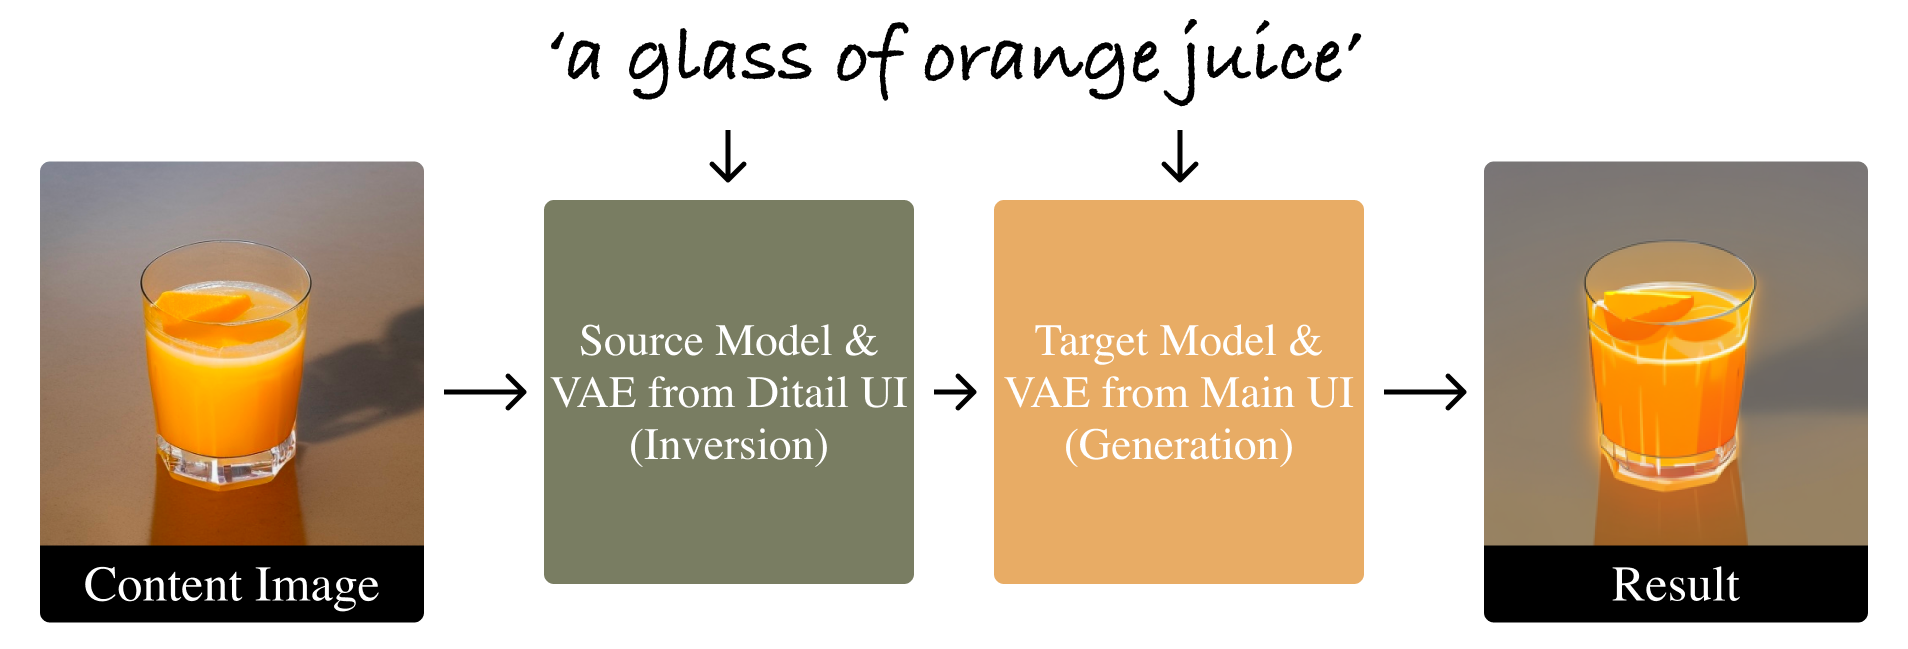 ‘a glass of orange juice’
Source Model &
VAE from Ditail UI
(Inversion)
Target Model &
VAE from Main UI
(Generation)
Content Image
Result